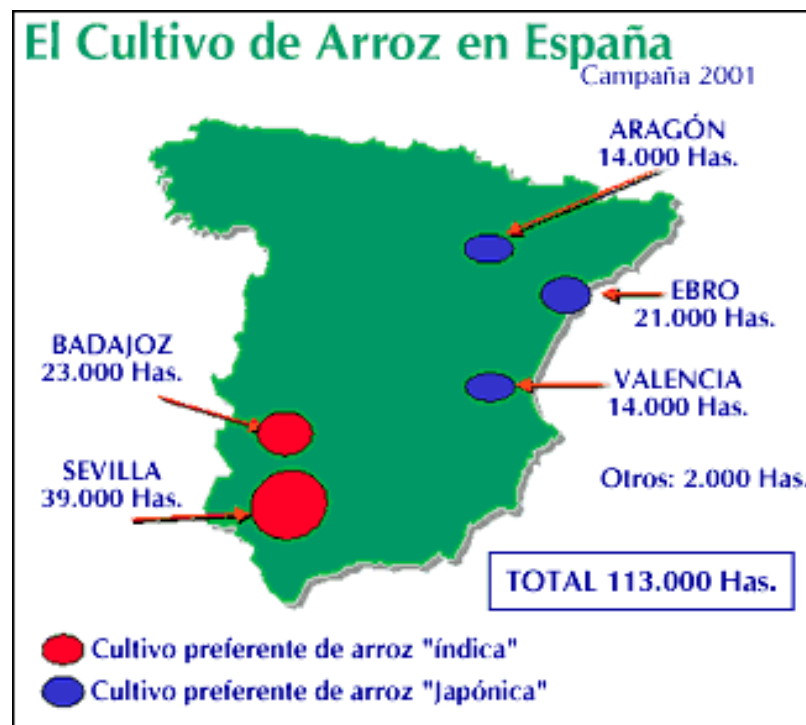 El Cultivo de Arroz en España
Campaña 2001
ARAGÓN
14.000 Has.
EBRO
21.000 Has.
BADAJOZ
23.000 Has.
VALENCIA
14.000 Has.
SEVILLA
39.000 Has.
Otros: 2.000 Has.
TOTAL 113.000 Has.
Cultivo preferente de arroz "índica"
Cultivo preferente de arroz "Japónica"